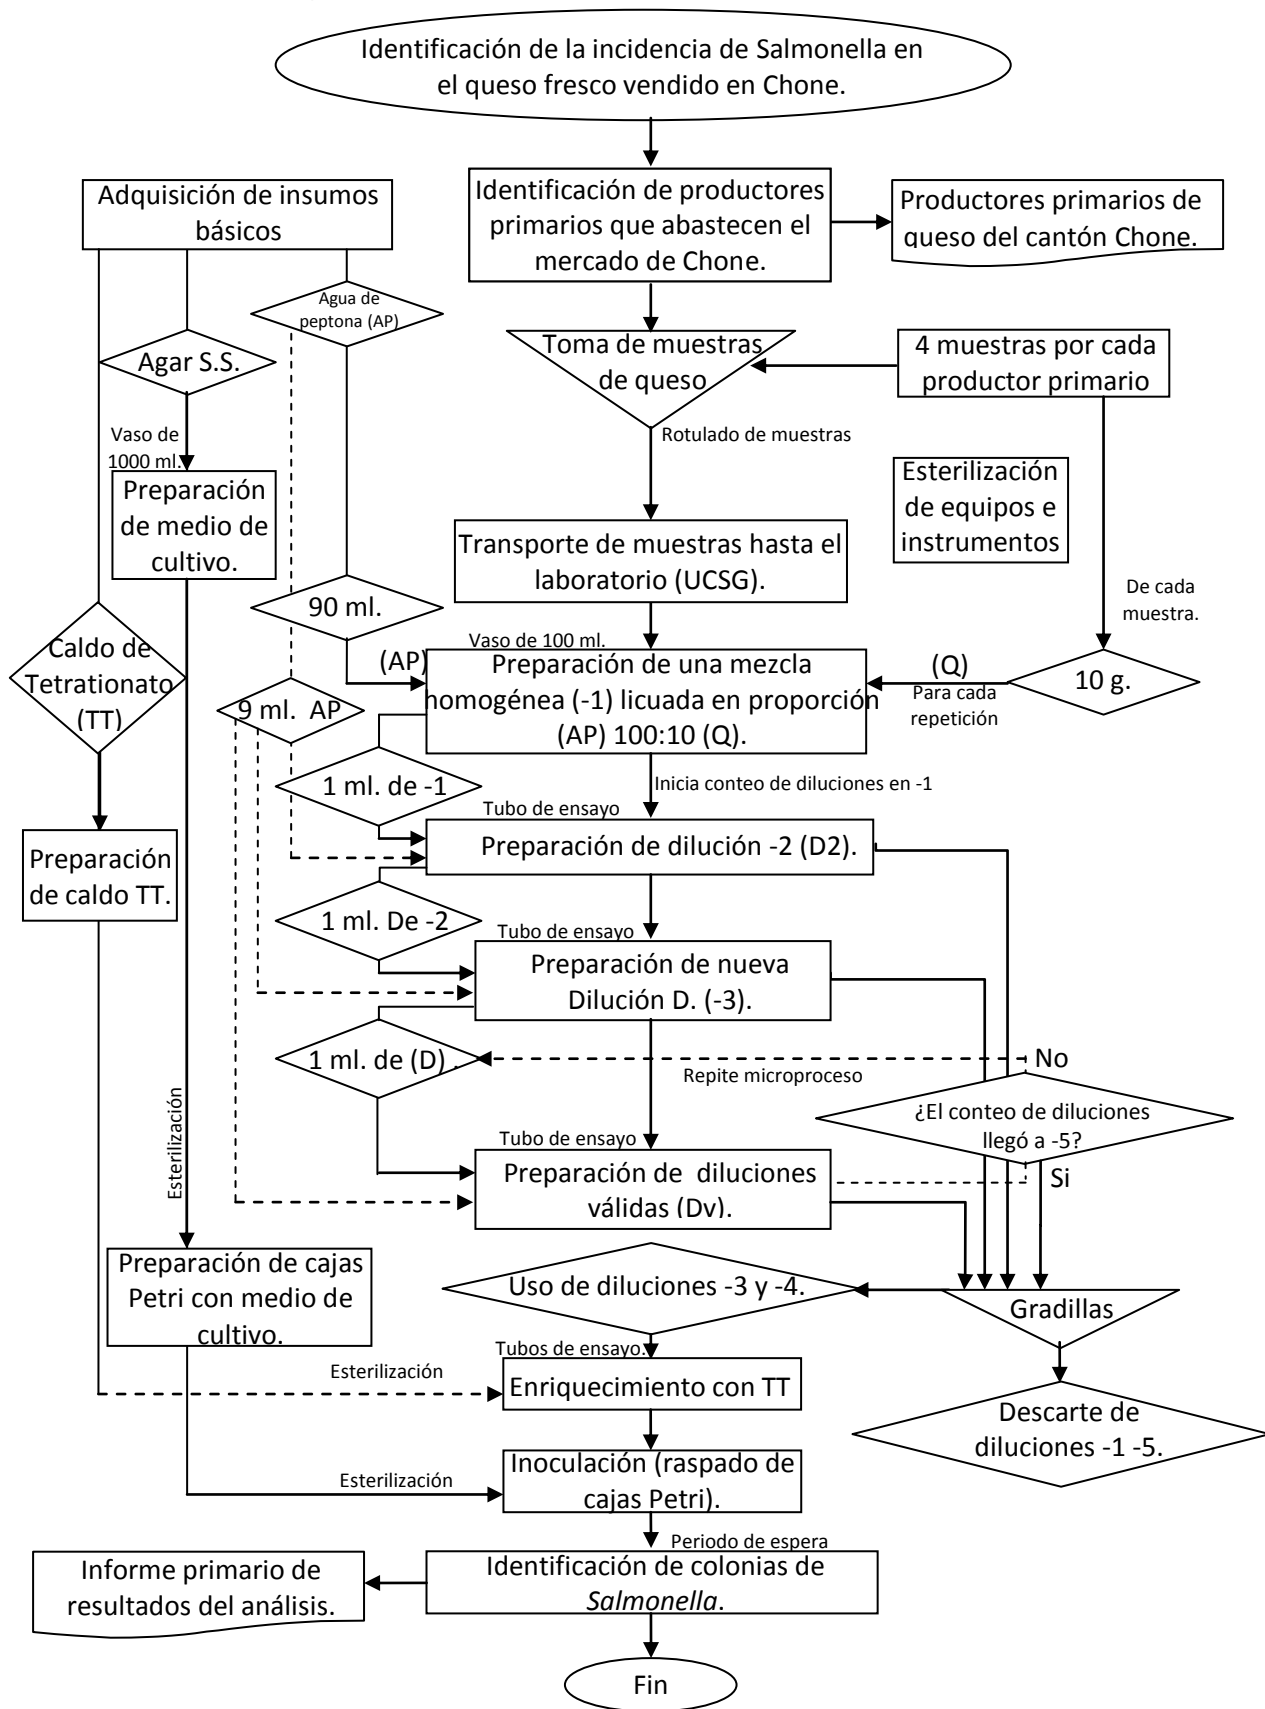 Identificación de la incidencia de Salmonella en
el queso fresco vendido en Chone.
Adquisición de insumos
básicos
Identificación de productores
primarios que abastecen el
mercado de Chone.
Productores primarios de
queso del cantón Chone.
Agua de
peptona (AP)
Agar S.S.
Toma de muestras
de queso
4 muestras por cada
productor primario
Vaso de
1000 ml.
Rotulado de muestras
Preparación
de medio de
cultivo.
Esterilización
de equipos e
instrumentos
Transporte de muestras hasta el
laboratorio (UCSG).
90 ml.
De cada
muestra.
Caldo de
Tetrationato
(TT)
Vaso de 100 ml.
(AP)
Preparación de una mezcla
homogénea (-1) licuada en proporción
(AP) 100:10 (Q).
(Q)
Para cada
repetición
10 g.
9 ml. AP
1 ml. de -1
Inicia conteo de diluciones en -1
Tubo de ensayo
Preparación de dilución -2 (D2).
Preparación
de caldo TT.
1 ml. De -2
Tubo de ensayo
Preparación de nueva
Dilución D. (-3).
1 ml. de (D) .
No
Repite microproceso
¿El conteo de diluciones
llegó a -5?
Si
Esterilización
Tubo de ensayo
Preparación de diluciones
válidas (Dv).
Preparación de cajas
Petri con medio de
cultivo.
Uso de diluciones -3 y -4.
Gradillas
Tubos de ensayo.
Esterilización
Enriquecimiento con TT
Descarte de
diluciones -1 -5.
Esterilización
Inoculación (raspado de
cajas Petri).
Periodo de espera
Informe primario de
resultados del análisis.
Identificación de colonias de
Salmonella.
Fin